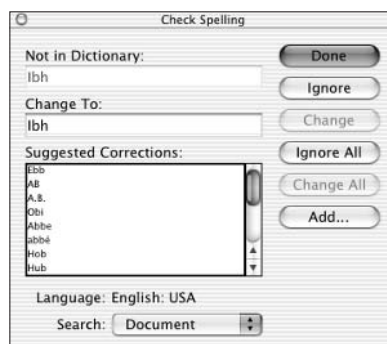 Check Spelling
Not in Dictionary:
Ibh
Change To:
Ibh
Suggested Corrections:
Ebb
AB
A.B.
Obi
Abbe
abbé
Hob
Hub
Language: English: USA
Search: Document
Done
Ignore
Change
Ignore All
Change All
Add...